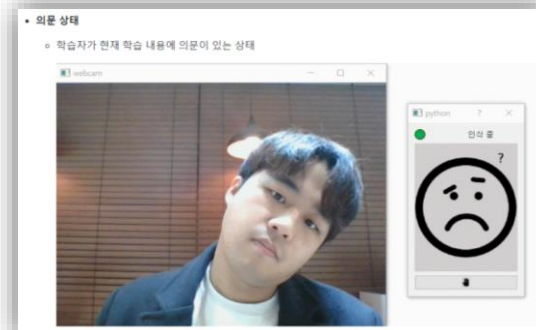 • 의문 상태
○ 학습자가 현재 학습 내용에 의문이 있는 상태
webcam
python ?
인식 중
?